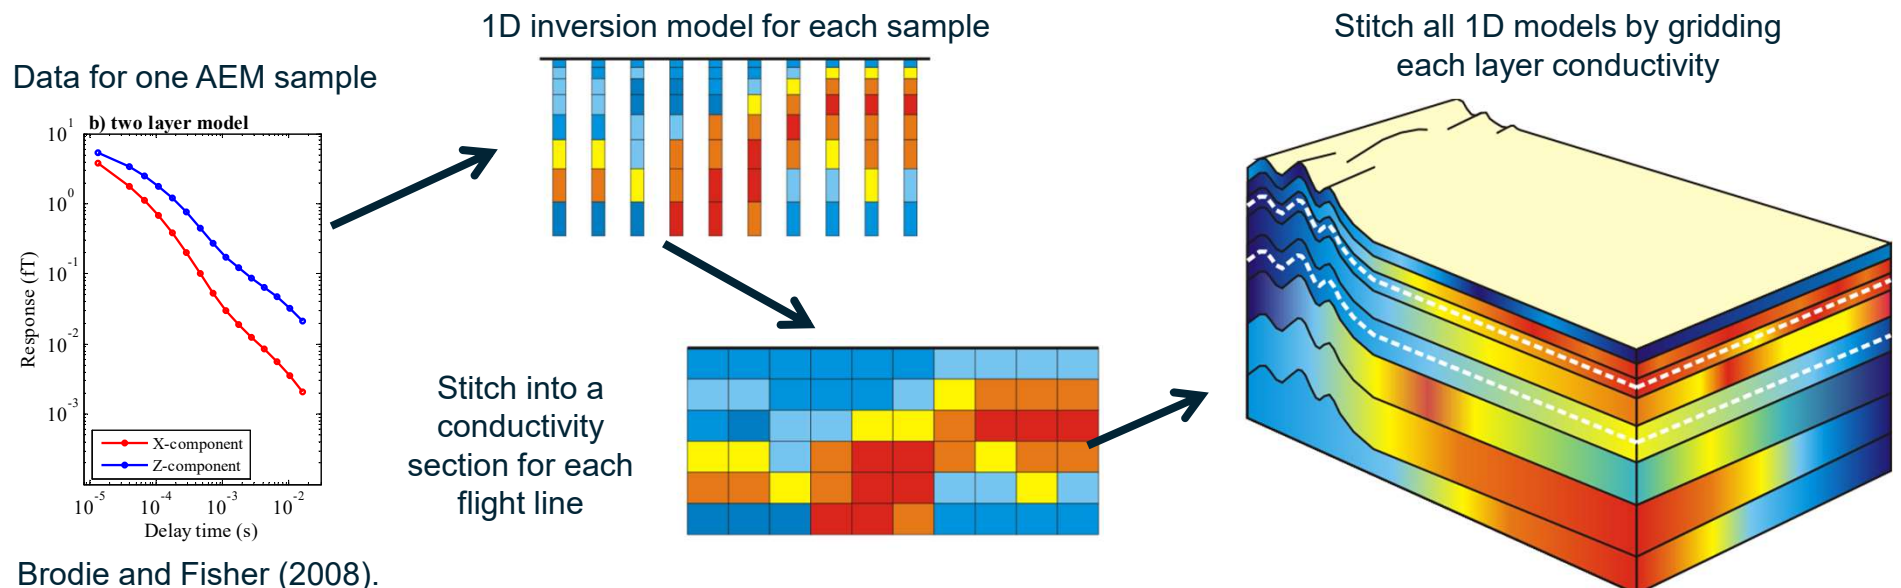 1D inversion model for each sample
Stitch all 1D models by gridding
each layer conductivity
Data for one AEM sample
b) two layer model
10^1
10^0
10^-1
10^-2
10^-3
Response (fT)
X-component
Z-component
10^-5 10^-4 10^-3 10^-2
Delay time (s)
Stitch into a
conductivity
section for each
flight line
Brodie and Fisher (2008).